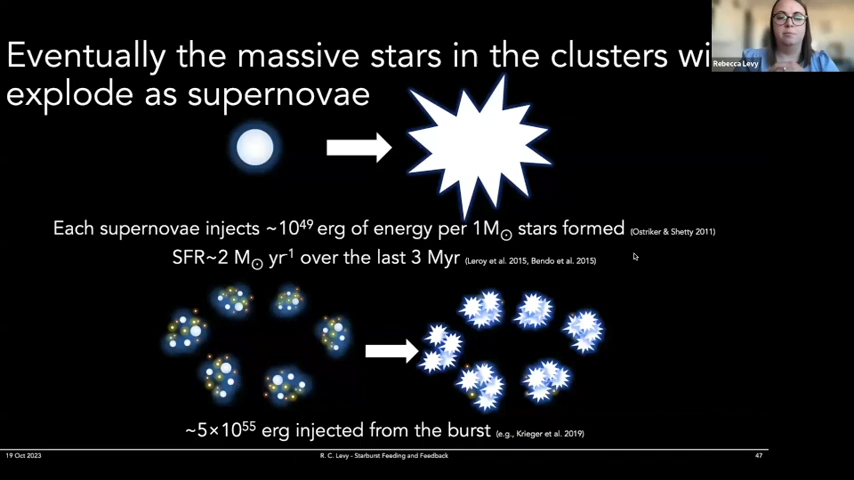 Eventually the massive stars in the clusters wi
explode as supernovae
Rebecca Levy
Each supernovae injects ~10⁴⁹ erg of energy per 1M☉ stars formed (Ostriker & Shetty 2011)
SFR~2 M☉ yr⁻¹ over the last 3 Myr (Leroy et al. 2015, Bendo et al. 2015)
~5×10⁵⁵ erg injected from the burst (e.g., Krieger et al. 2019)
19 Oct 2023
R. C. Levy - Starburst Feeding and Feedback
47